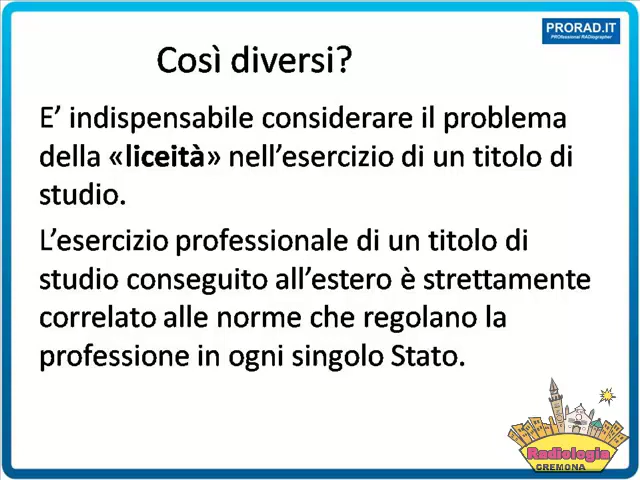 PRORAD.IT
PROfessional RADiographer
Così diversi?
E’ indispensabile considerare il problema
della «liceità» nell’esercizio di un titolo di
studio.
L’esercizio professionale di un titolo di
studio conseguito all’estero è strettamente
correlato alle norme che regolano la
professione in ogni singolo Stato.
Radiologia
CREMONA